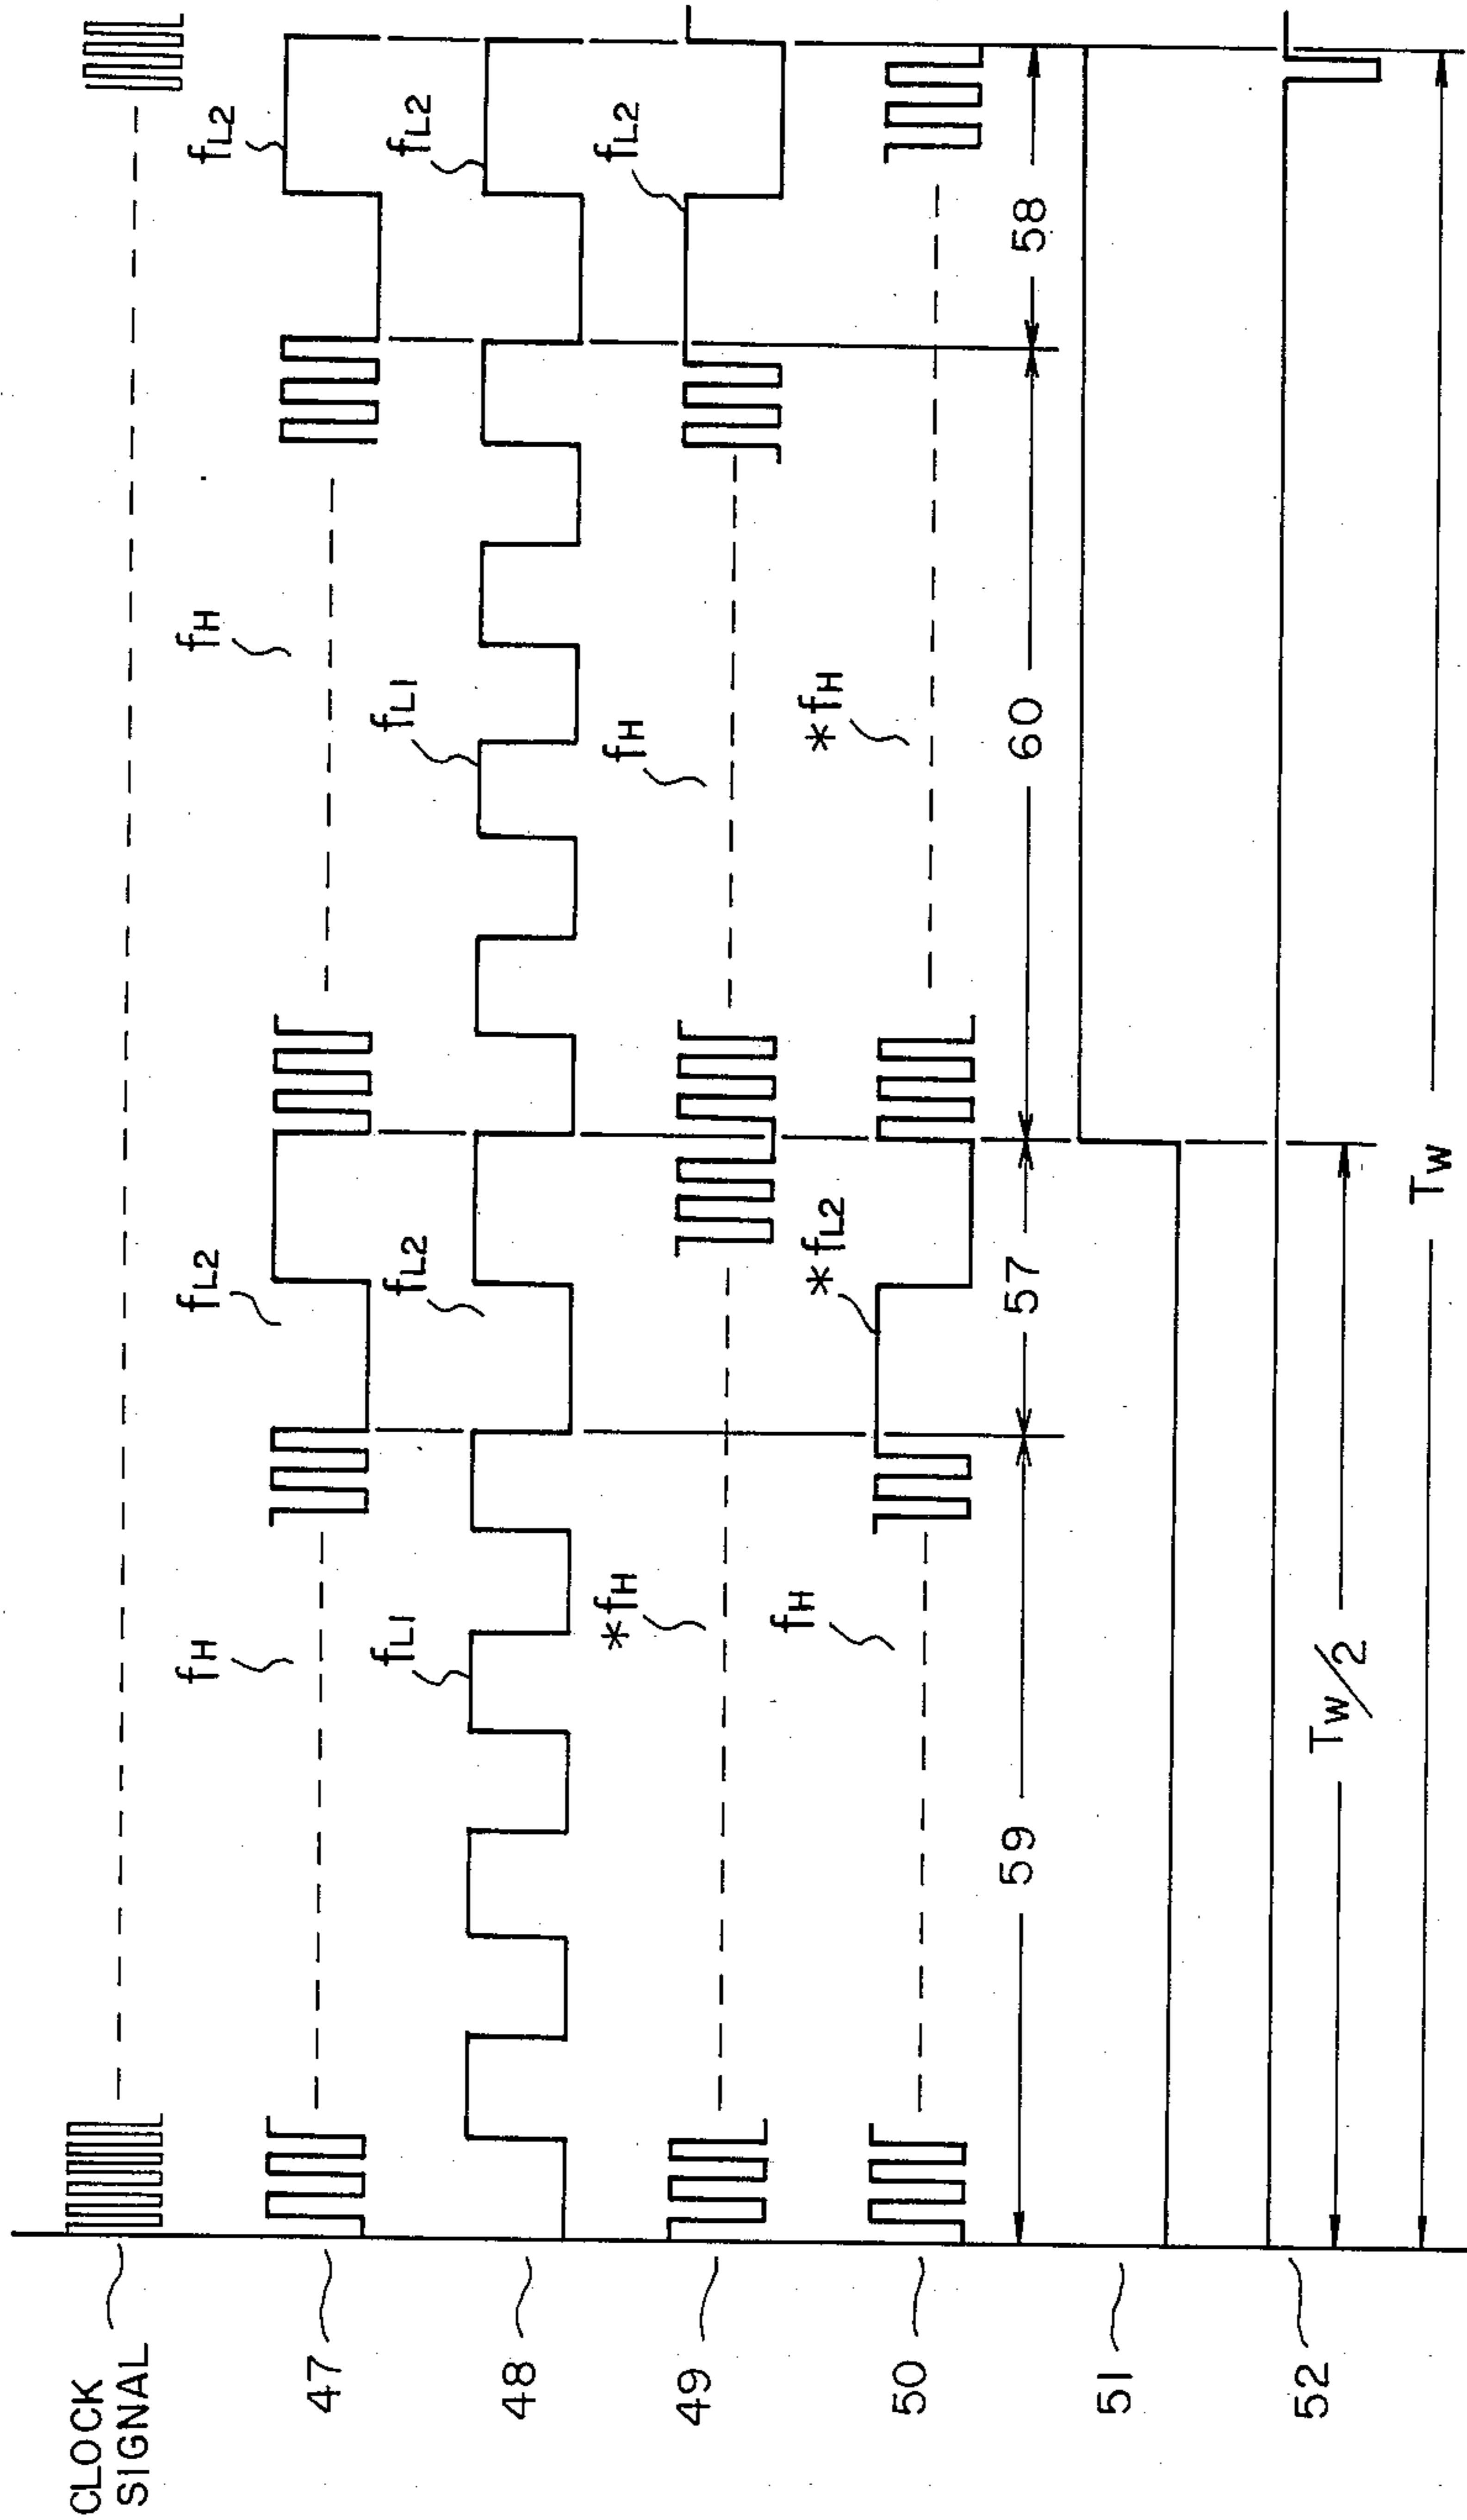 CLOCK
SIGNAL
47
fH
fL2
fH
fL2
48
fL1
fL2
fL1
fL2
49
*fH
fH
fL2
50
fH
*fL2
*fH
59
57
60
58
51
52
Tw/2
Tw